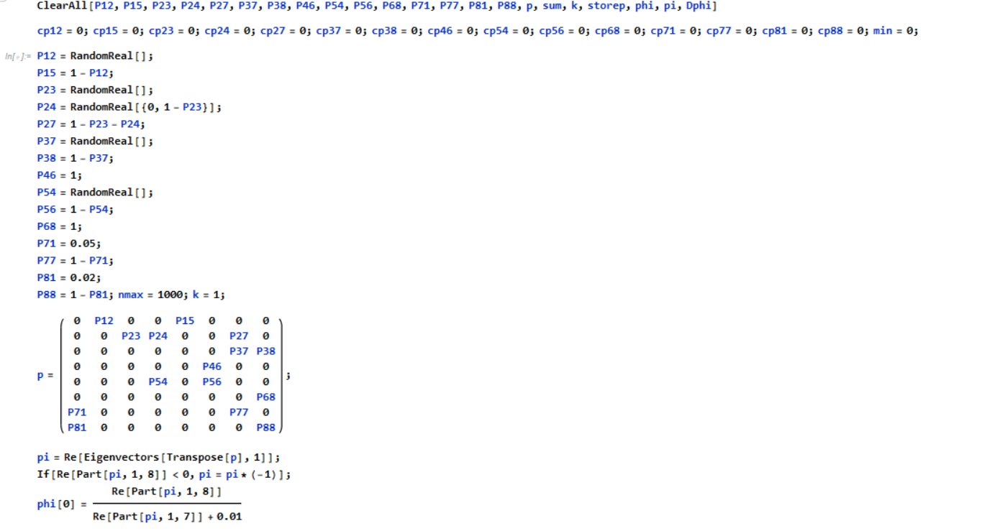 ClearAll[P12, P15, P23, P24, P27, P37, P38, P46, P54, P56, P68, P71, P77, P81, P88, p, sum, k, storep, phi, pi, Dphi]
cp12 = 0; cp15 = 0; cp23 = 0; cp24 = 0; cp27 = 0; cp37 = 0; cp38 = 0; cp46 = 0; cp54 = 0; cp56 = 0; cp68 = 0; cp71 = 0; cp77 = 0; cp81 = 0; cp88 = 0; min = 0;
In[•]:= P12 = RandomReal[];
P15 = 1 - P12;
P23 = RandomReal[];
P24 = RandomReal[{0, 1 - P23}];
P27 = 1 - P23 - P24;
P37 = RandomReal[];
P38 = 1 - P37;
P46 = 1;
P54 = RandomReal[];
P56 = 1 - P54;
P68 = 1;
P71 = 0.05;
P77 = 1 - P71;
P81 = 0.02;
P88 = 1 - P81; nmax = 1000; k = 1;
0 P12 0 0 P15 0 0 0
0 0 P23 P24 0 0 P27 0
0 0 0 0 0 0 P37 P38
0 0 0 0 0 P46 0 0
p = ;
0 0 0 P54 0 P56 0 0
0 0 0 0 0 0 0 P68
P71 0 0 0 0 0 P77 0
P81 0 0 0 0 0 0 P88
pi = Re[Eigenvectors[Transpose[p], 1]];
If[Re[Part[pi, 1, 8]] < 0, pi = pi * (-1)];
Re[Part[pi, 1, 8]]
phi[0] =
Re[Part[pi, 1, 7]] + 0.01